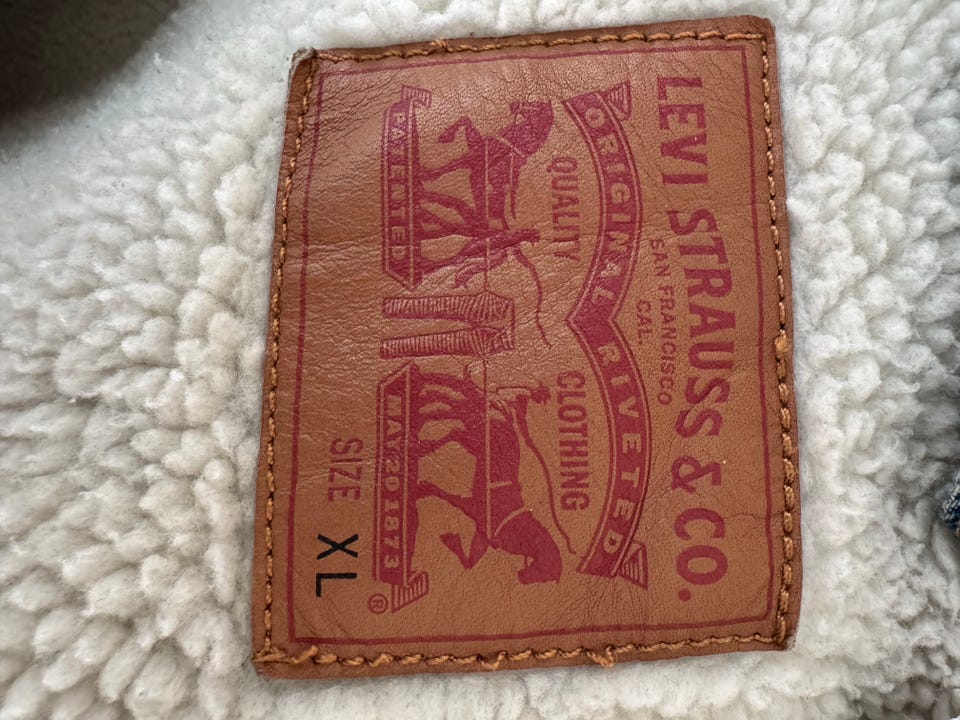 LEVI STRAUSS & CO.
SAN FRANCISCO
CAL.
ORIGINAL RIVETED
QUALITY CLOTHING
PATENTED MAY 20 1873
®
SIZE XL